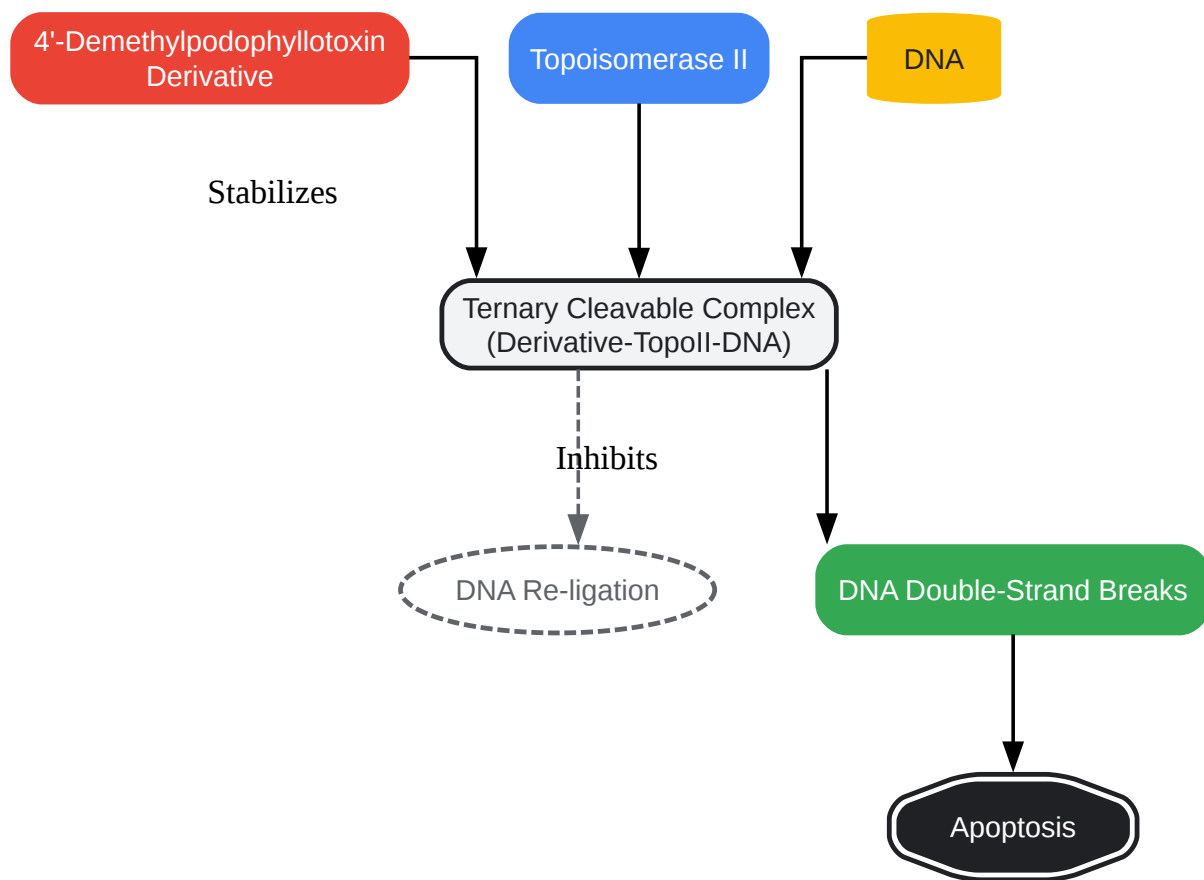 4'-Demethylpodophyllotoxin
Derivative
Topoisomerase II
DNA
Stabilizes
Ternary Cleavable Complex
(Derivative-TopoII-DNA)
Inhibits
DNA Re-ligation
DNA Double-Strand Breaks
Apoptosis